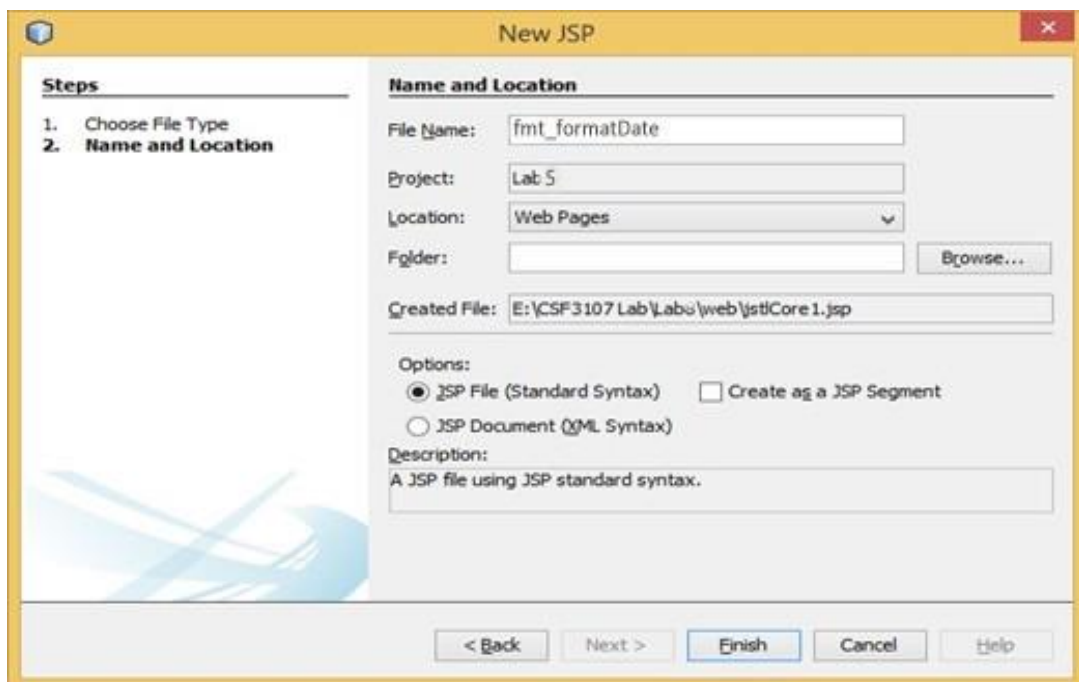 New JSP
Steps
1. Choose File Type
2. Name and Location
Name and Location
File Name: fmt_formatDate
Project: Lab 5
Location: Web Pages
Folder:
Browse...
Created File: E:\CSF3107 Lab\Lab6\web\jstlCore1.jsp
Options:
JSP File (Standard Syntax) Create as a JSP Segment
JSP Document (XML Syntax)
Description:
A JSP file using JSP standard syntax.
< Back Next > Finish Cancel Help